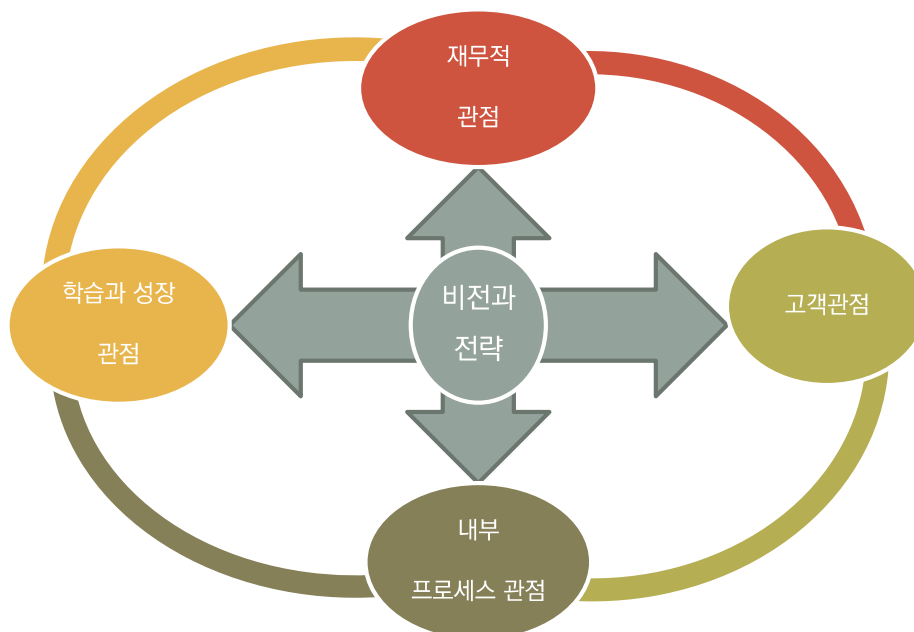 재무적
관점
학습과 성장
관점
비전과
전략
고객관점
내부
프로세스 관점